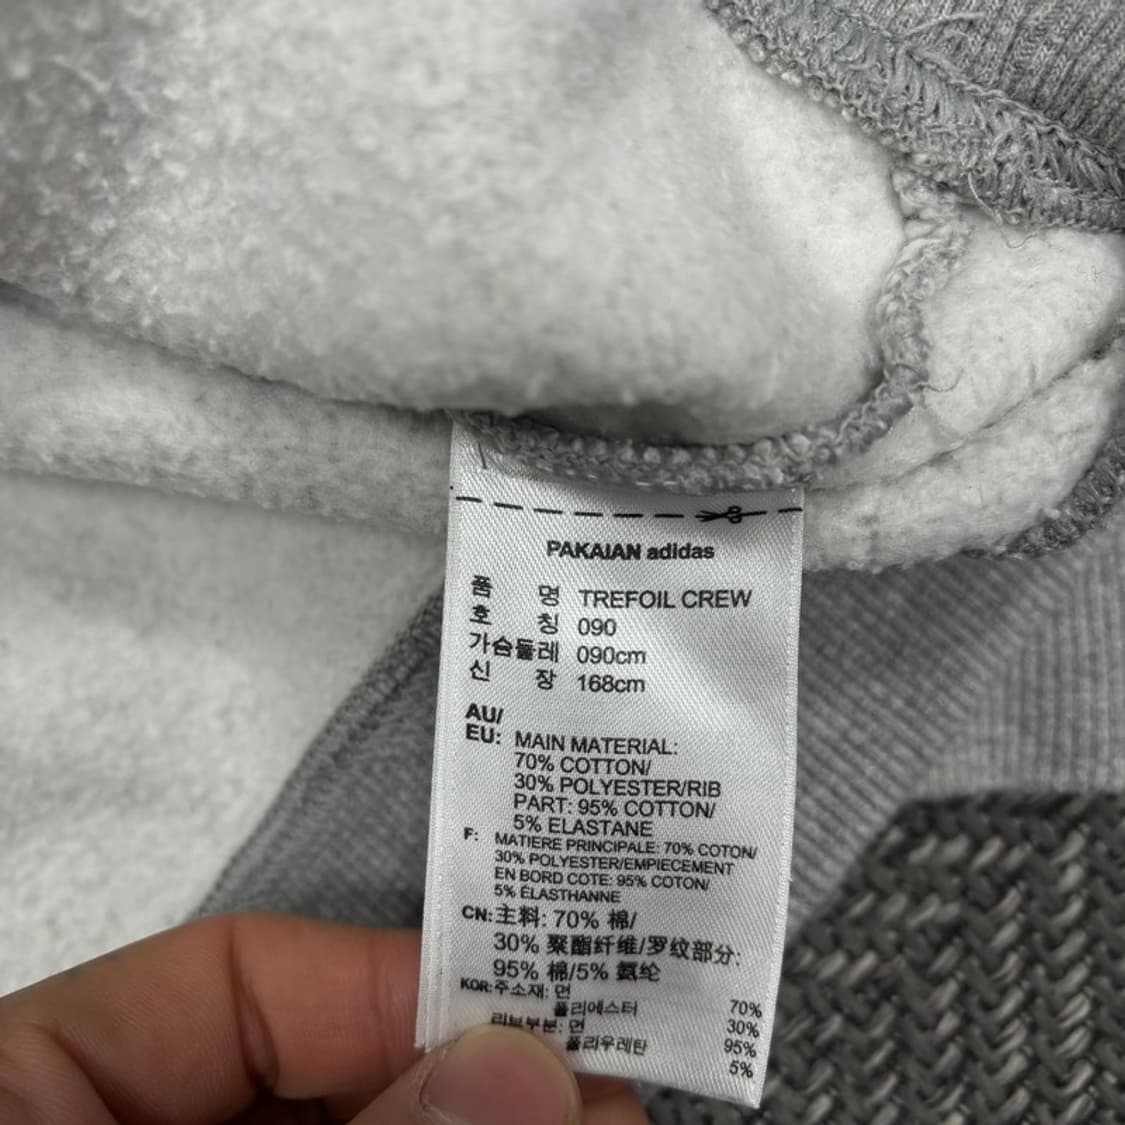 PAKAIAN adidas
품 명 TREFOIL CREW
호 칭 090
가슴둘레 090cm
신 장 168cm
AU/
EU: MAIN MATERIAL:
70% COTTON/
30% POLYESTER/RIB
PART: 95% COTTON/
5% ELASTANE
F: MATIERE PRINCIPALE: 70% COTON/
30% POLYESTER/EMPIECEMENT
EN BORD COTE: 95% COTON/
5% ELASTHANNE
CN: 主料: 70% 棉/
30% 聚酯纤维/罗纹部分:
95% 棉/5% 氨纶
KOR: 주소재: 면 70%
폴리에스터 30%
리브부분: 면 95%
폴리우레탄 5%